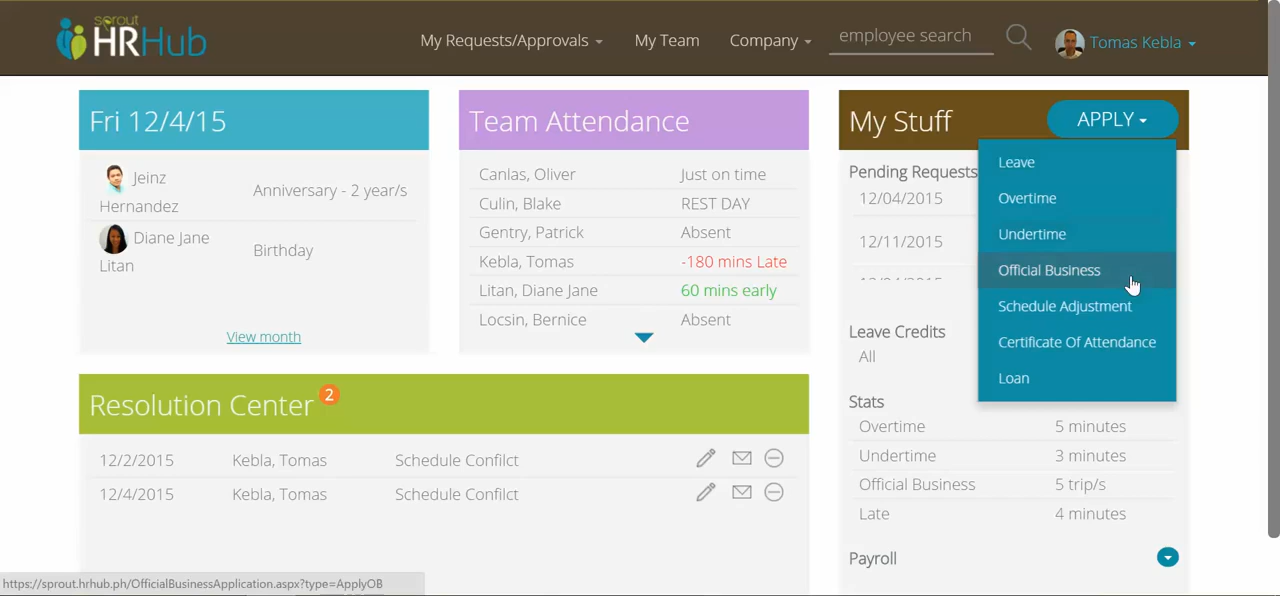 sprout
HRHub
My Requests/Approvals
My Team
Company
employee search
Tomas Kebla
Fri 12/4/15
Jeinz Hernandez
Anniversary - 2 year/s
Diane Jane Litan
Birthday
View month
Team Attendance
Canlas, Oliver Just on time
Culin, Blake REST DAY
Gentry, Patrick Absent
Kebla, Tomas -180 mins Late
Litan, Diane Jane 60 mins early
Locsin, Bernice Absent
My Stuff
APPLY
Leave
Overtime
Undertime
Official Business
Schedule Adjustment
Certificate Of Attendance
Loan
Pending Requests
12/04/2015
12/11/2015
Leave Credits
All
Stats
Overtime 5 minutes
Undertime 3 minutes
Official Business 5 trip/s
Late 4 minutes
Payroll
Resolution Center 2
12/2/2015 Kebla, Tomas Schedule Confilct
12/4/2015 Kebla, Tomas Schedule Confilct
https://sprout.hrhub.ph/OfficialBusinessApplication.aspx?type=ApplyOB